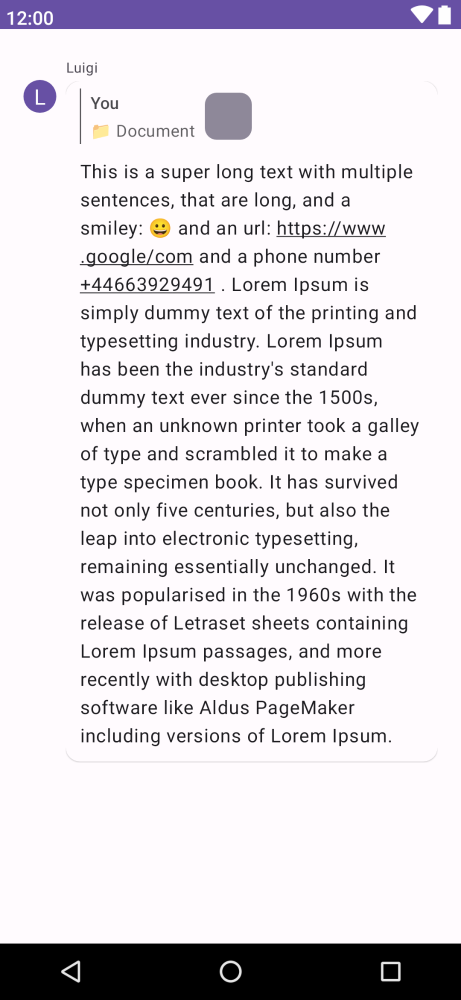 12:00
Luigi
L
You
📁 Document
This is a super long text with multiple
sentences, that are long, and a
smiley: 😀 and an url: https://www
.google/com and a phone number
+44663929491 . Lorem Ipsum is
simply dummy text of the printing and
typesetting industry. Lorem Ipsum
has been the industry's standard
dummy text ever since the 1500s,
when an unknown printer took a galley
of type and scrambled it to make a
type specimen book. It has survived
not only five centuries, but also the
leap into electronic typesetting,
remaining essentially unchanged. It
was popularised in the 1960s with the
release of Letraset sheets containing
Lorem Ipsum passages, and more
recently with desktop publishing
software like Aldus PageMaker
including versions of Lorem Ipsum.